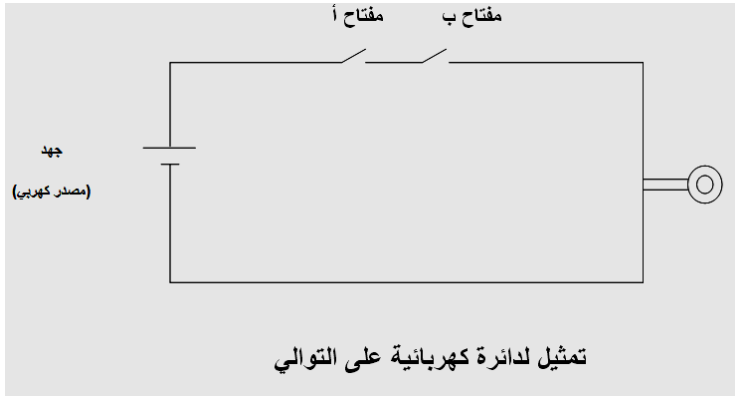 مفتاح أ
مفتاح ب
جهد
(مصدر كهربي)
تمثيل لدائرة كهربائية على التوالي